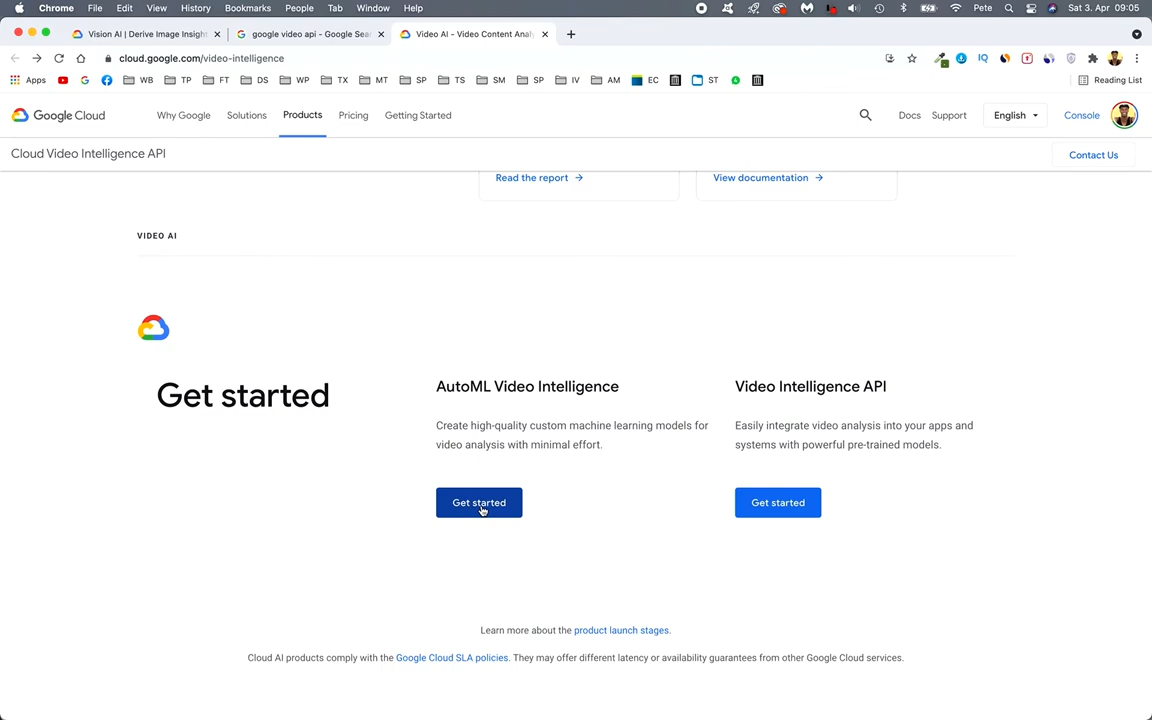 Chrome File Edit View History Bookmarks People Tab Window Help Pete Sat 3. Apr 09:05
Vision AI | Derive Image Insight google video api - Google Sea Video AI - Video Content Analy
cloud.google.com/video-intelligence
Apps WB TP FT DS WP TX MT SP TS SM SP IV AM EC ST Reading List
Google Cloud Why Google Solutions Products Pricing Getting Started Docs Support English Console
Cloud Video Intelligence API Contact Us
Read the report → View documentation →
VIDEO AI
Get started
AutoML Video Intelligence
Create high-quality custom machine learning models for
video analysis with minimal effort.
Get started
Video Intelligence API
Easily integrate video analysis into your apps and
systems with powerful pre-trained models.
Get started
Learn more about the product launch stages.
Cloud AI products comply with the Google Cloud SLA policies. They may offer different latency or availability guarantees from other Google Cloud services.